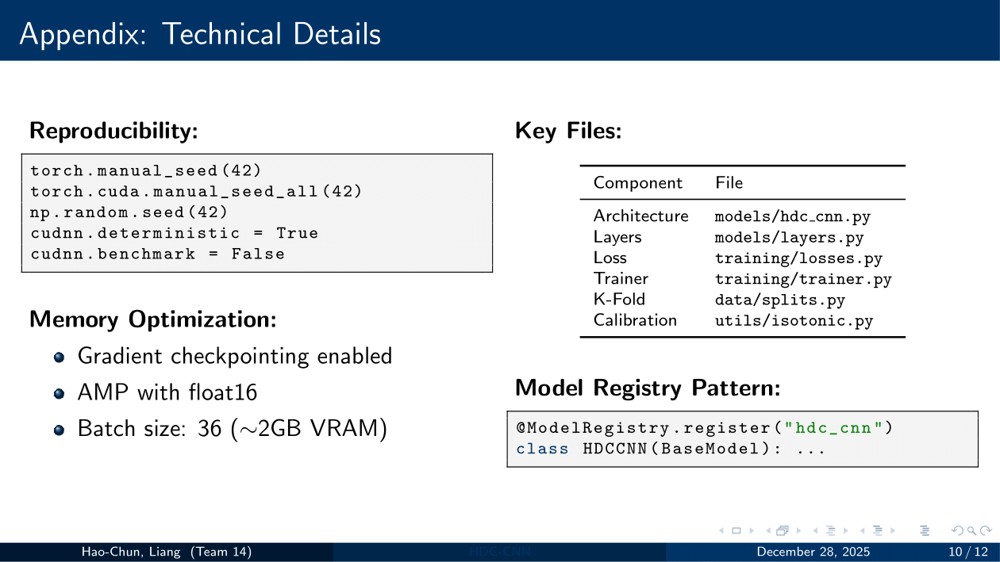 Appendix: Technical Details
Reproducibility:
torch.manual_seed(42)
torch.cuda.manual_seed_all(42)
np.random.seed(42)
cudnn.deterministic = True
cudnn.benchmark = False
Memory Optimization:
Gradient checkpointing enabled
AMP with float16
Batch size: 36 (∼2GB VRAM)
Key Files:
Component File
Architecture models/hdc_cnn.py
Layers models/layers.py
Loss training/losses.py
Trainer training/trainer.py
K-Fold data/splits.py
Calibration utils/isotonic.py
Model Registry Pattern:
@ModelRegistry.register("hdc_cnn")
class HDCCNN(BaseModel): ...
Hao-Chun, Liang (Team 14) HDC-CNN December 28, 2025 10 / 12